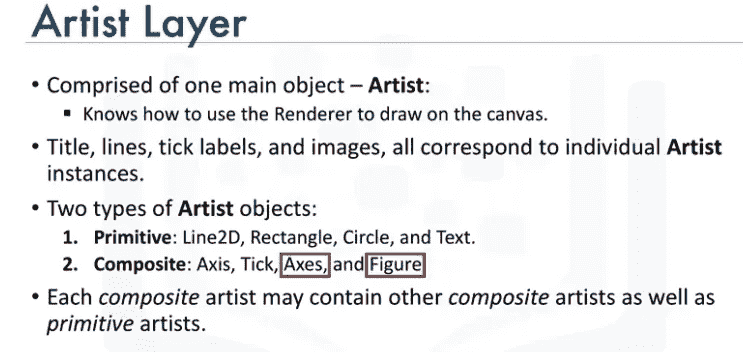 Artist Layer
• Comprised of one main object – Artist:
▪ Knows how to use the Renderer to draw on the canvas.
• Title, lines, tick labels, and images, all correspond to individual Artist
instances.
• Two types of Artist objects:
1. Primitive: Line2D, Rectangle, Circle, and Text.
2. Composite: Axis, Tick, Axes, and Figure
• Each composite artist may contain other composite artists as well as
primitive artists.